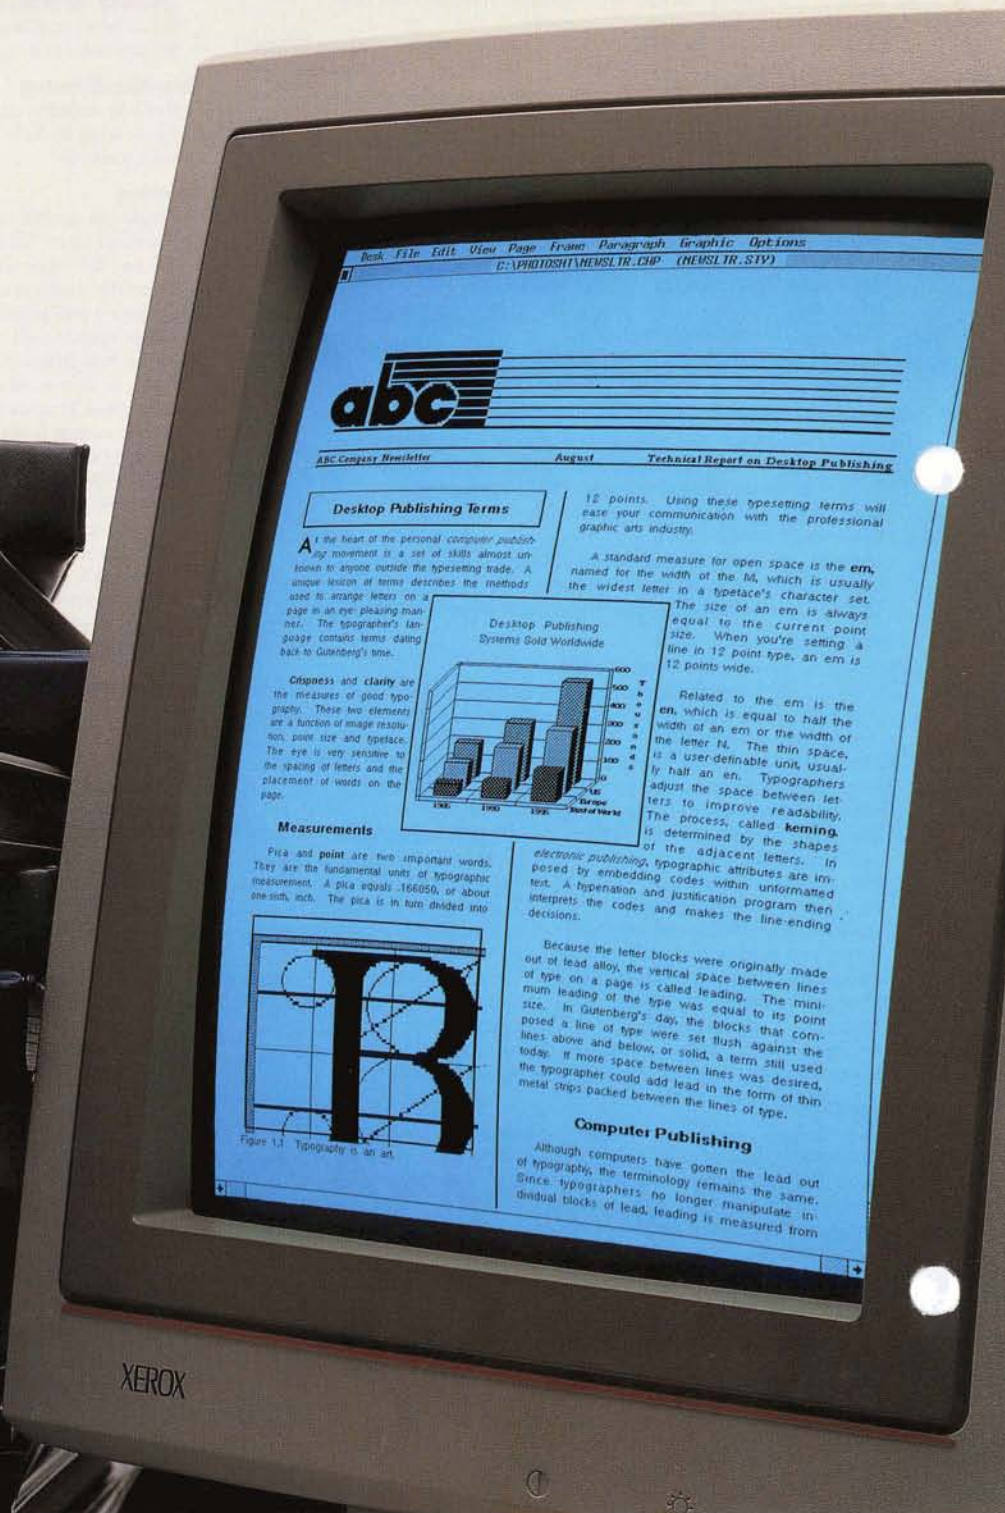 Desk File Edit View Page Frame Paragraph Graphic Options
C:\PHOTOSHT\NEWSLTR.CHP (NEWSLTR.STY)
abc
ABC Company Newsletter August Technical Report on Desktop Publishing
Desktop Publishing Terms
At the heart of the personal computer publish-
ing movement is a set of skills almost un-
known to anyone outside the typesetting trade. A
unique lexicon of terms describes the methods
used to arrange letters on a
page in an eye- pleasing man-
ner. The typographer's lan-
guage contains terms dating
back to Gutenberg's time.
Crispness and clarity are
the measures of good typo-
graphy. These two elements
are a function of image resolu-
tion, point size and typeface.
The eye is very sensitive to
the spacing of letters and the
placement of words on the
page.
Measurements
Pica and point are two important words.
They are the fundamental units of typographic
measurement. A pica equals .166050, or about
one-sixth, inch. The pica is in turn divided into
Figure 1.1 Typography is an art.
12 points. Using these typesetting terms will
ease your communication with the professional
graphic arts industry.
A standard measure for open space is the em,
named for the width of the M, which is usually
the widest letter in a typeface's character set.
The size of an em is always
equal to the current point
size. When you're setting a
line in 12 point type, an em is
12 points wide.
Related to the em is the
en, which is equal to half the
width of an em or the width of
the letter N. The thin space,
is a user-definable unit, usual-
ly half an en. Typographers
adjust the space between let-
ters to improve readability.
The process, called kerning,
is determined by the shapes
of the adjacent letters. In
electronic publishing, typographic attributes are im-
posed by embedding codes within unformatted
text. A hypenation and justification program then
interprets the codes and makes the line-ending
decisions.
Because the letter blocks were originally made
out of lead alloy, the vertical space between lines
of type on a page is called leading. The mini-
mum leading of the type was equal to its point
size. In Gutenberg's day, the blocks that com-
posed a line of type were set flush against the
lines above and below, or solid, a term still used
today. If more space between lines was desired,
the typographer could add lead in the form of thin
metal strips packed between the lines of type.
Computer Publishing
Although computers have gotten the lead out
of typography, the terminology remains the same.
Since typographers no longer manipulate in-
dividual blocks of lead, leading is measured from
Desktop Publishing
Systems Sold Worldwide
600
500
400
300
200
100
0
Thousands
US
Europe
Rest of World
1985 1990 1995
R
XEROX